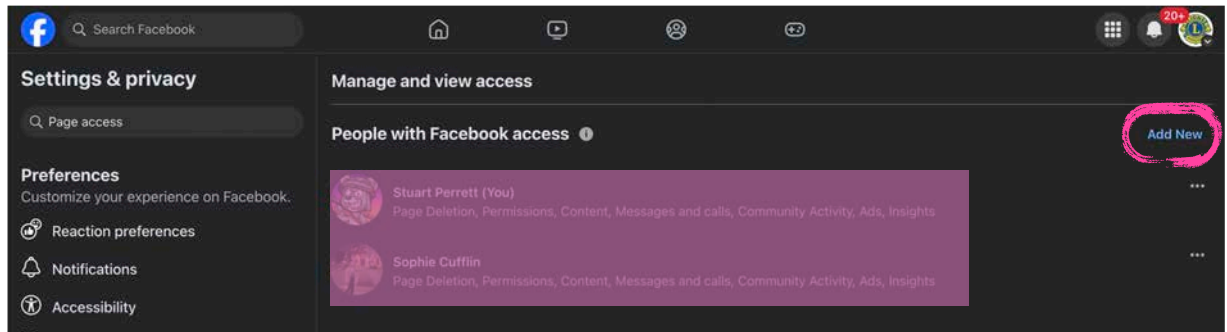 Search Facebook
20+
Settings & privacy
Page access
Preferences
Customize your experience on Facebook.
Reaction preferences
Notifications
Accessibility
Manage and view access
People with Facebook access
Add New
Stuart Perrett (You)
Page Deletion, Permissions, Content, Messages and calls, Community Activity, Ads, Insights
Sophie Cufflin
Page Deletion, Permissions, Content, Messages and calls, Community Activity, Ads, Insights